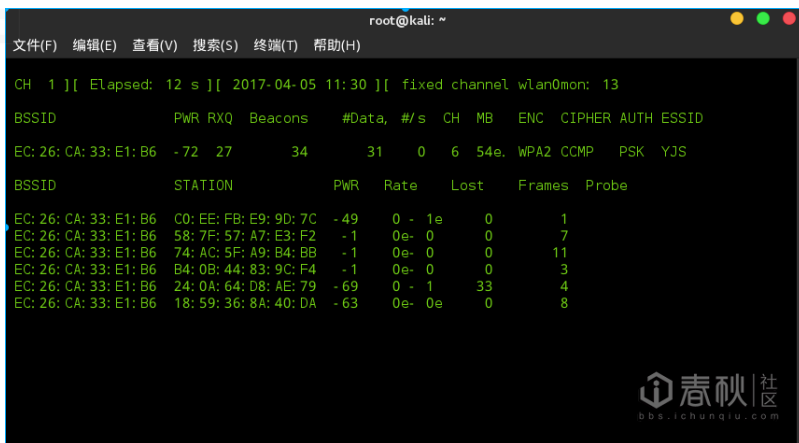 root@kali: ~
文件(F) 编辑(E) 查看(V) 搜索(S) 终端(T) 帮助(H)
CH 1 ][ Elapsed: 12 s ][ 2017-04-05 11:30 ][ fixed channel wlan0mon: 13
BSSID PWR RXQ Beacons #Data, #/s CH MB ENC CIPHER AUTH ESSID
EC:26:CA:33:E1:B6 -72 27 34 31 0 6 54e. WPA2 CCMP PSK YJS
BSSID STATION PWR Rate Lost Frames Probe
EC:26:CA:33:E1:B6 C0:EE:FB:E9:9D:7C -49 0 - 1e 0 1
EC:26:CA:33:E1:B6 58:7F:57:A7:E3:F2 -1 0e- 0 0 7
EC:26:CA:33:E1:B6 74:AC:5F:A9:B4:BB -1 0e- 0 0 11
EC:26:CA:33:E1:B6 B4:0B:44:83:9C:F4 -1 0e- 0 0 3
EC:26:CA:33:E1:B6 24:0A:64:D8:AE:79 -69 0 - 1 33 4
EC:26:CA:33:E1:B6 18:59:36:8A:40:DA -63 0e- 0e 0 8
春秋 社区
bbs.ichunqiu.com